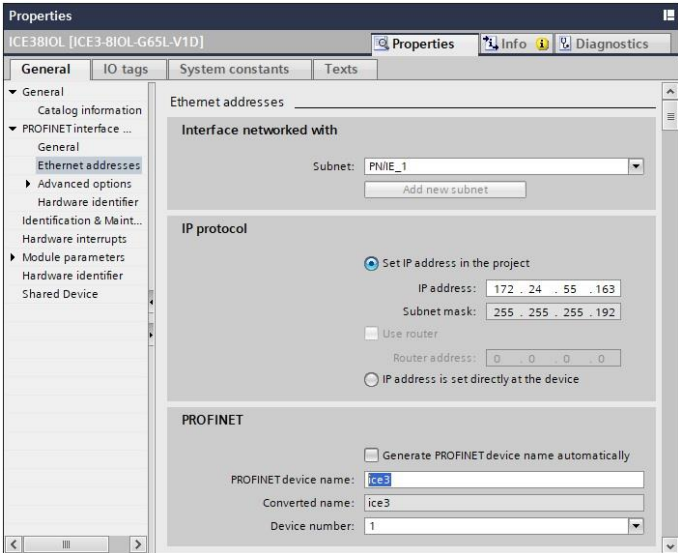 Properties
ICE38IOL [ICE3-8IOL-G65L-V1D]
Properties
Info
Diagnostics
General
IO tags
System constants
Texts
General
Catalog information
PROFINET interface ...
General
Ethernet addresses
Advanced options
Hardware identifier
Identification & Maint...
Hardware interrupts
Module parameters
Hardware identifier
Shared Device
Ethernet addresses
Interface networked with
Subnet: PN/IE_1
Add new subnet
IP protocol
Set IP address in the project
IP address: 172 . 24 . 55 . 163
Subnet mask: 255 . 255 . 255 . 192
Use router
Router address: 0 . 0 . 0 . 0
IP address is set directly at the device
PROFINET
Generate PROFINET device name automatically
PROFINET device name: ice3
Converted name: ice3
Device number: 1